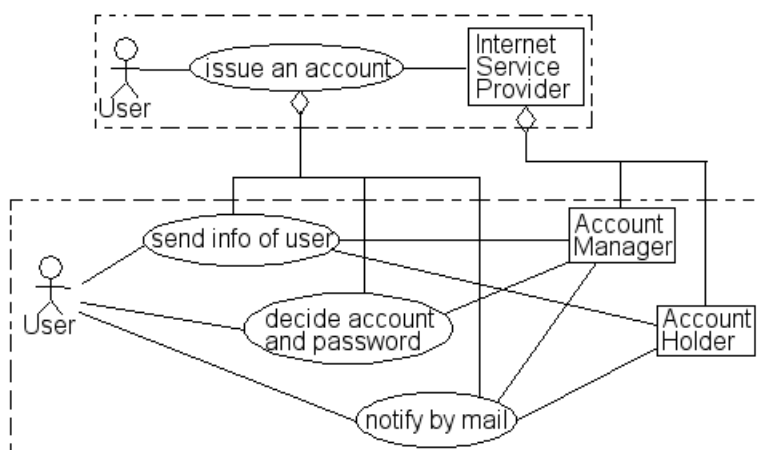 issue an account
Internet
Service
Provider
User
send info of user
Account
Manager
User
decide account
and password
Account
Holder
notify by mail